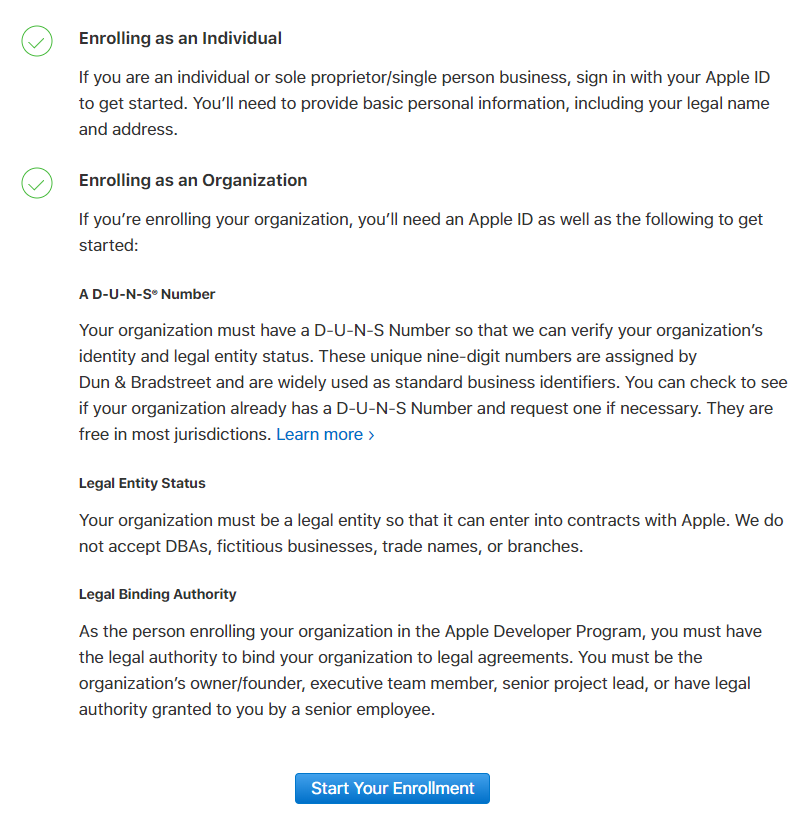 Enrolling as an Individual
If you are an individual or sole proprietor/single person business, sign in with your Apple ID
to get started. You’ll need to provide basic personal information, including your legal name
and address.
Enrolling as an Organization
If you’re enrolling your organization, you’ll need an Apple ID as well as the following to get
started:
A D-U-N-S® Number
Your organization must have a D-U-N-S Number so that we can verify your organization’s
identity and legal entity status. These unique nine-digit numbers are assigned by
Dun & Bradstreet and are widely used as standard business identifiers. You can check to see
if your organization already has a D-U-N-S Number and request one if necessary. They are
free in most jurisdictions. Learn more ›
Legal Entity Status
Your organization must be a legal entity so that it can enter into contracts with Apple. We do
not accept DBAs, fictitious businesses, trade names, or branches.
Legal Binding Authority
As the person enrolling your organization in the Apple Developer Program, you must have
the legal authority to bind your organization to legal agreements. You must be the
organization’s owner/founder, executive team member, senior project lead, or have legal
authority granted to you by a senior employee.
Start Your Enrollment